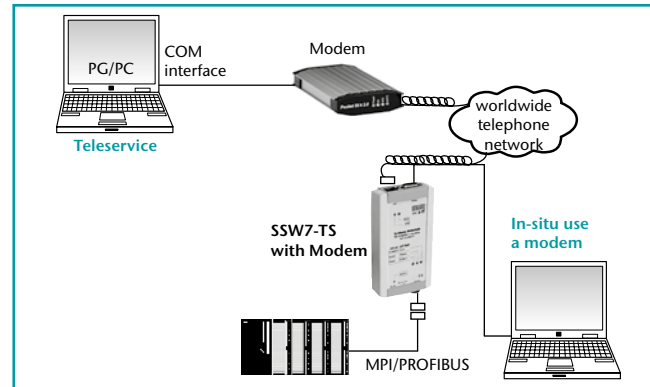 PG/PC
COM
interface
Modem
Teleservice
worldwide
telephone
network
SSW7-TS
with Modem
In-situ use
a modem
MPI/PROFIBUS